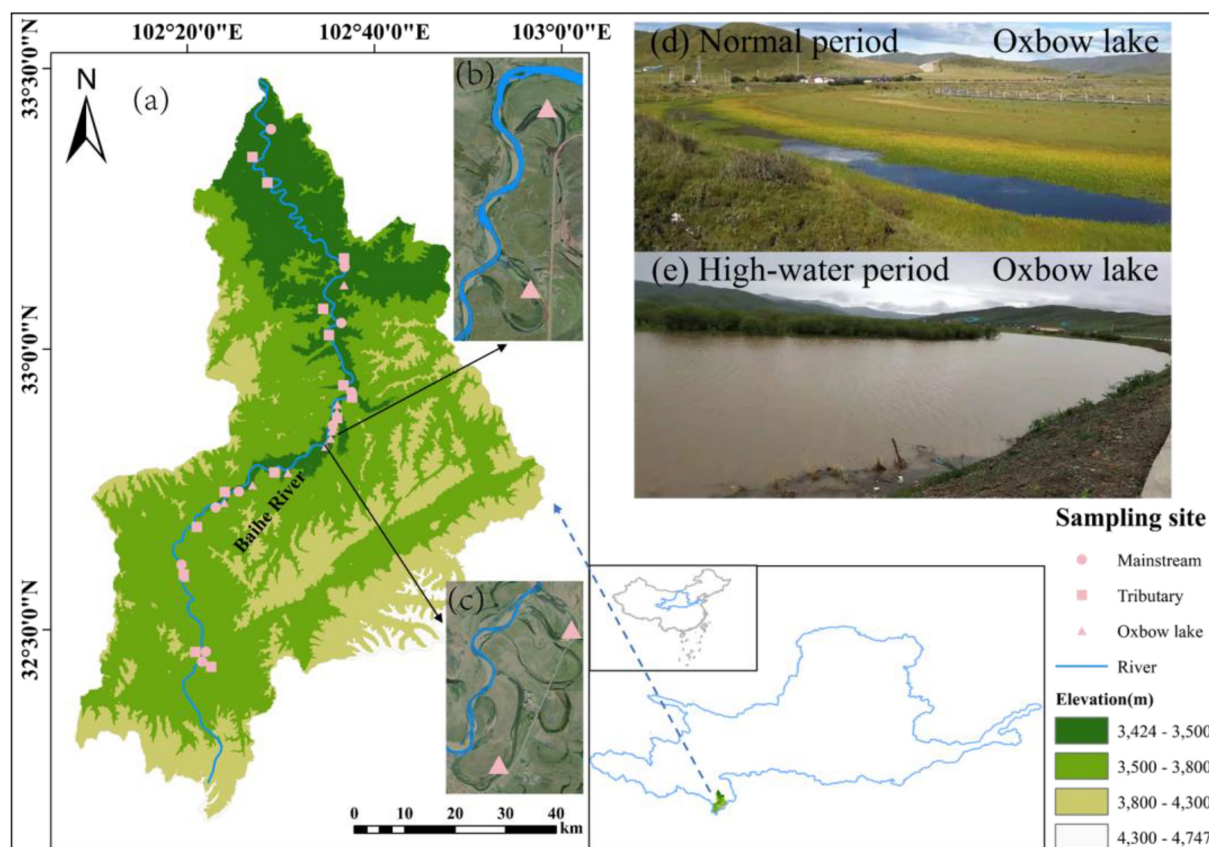 102°20'0"E
102°40'0"E
103°0'0"E
33°30'0"N
33°0'0"N
32°30'0"N
N
(a)
(b)
(c)
Baihe River
0 10 20 30 40
km
(d) Normal period Oxbow lake
(e) High-water period Oxbow lake
Sampling site
Mainstream
Tributary
Oxbow lake
River
Elevation(m)
3,424 - 3,500
3,500 - 3,800
3,800 - 4,300
4,300 - 4,747